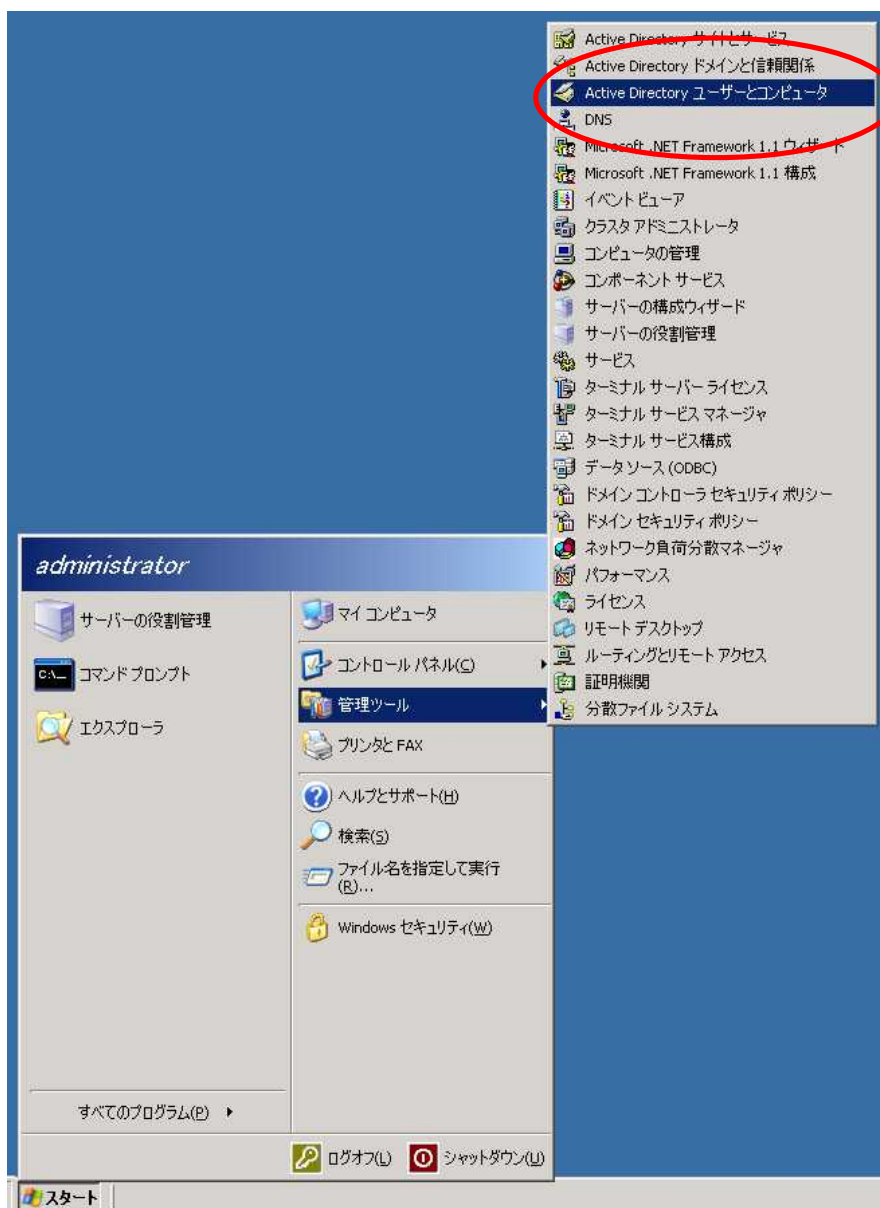 Active Directory サイトとサービス
Active Directory ドメインと信頼関係
Active Directory ユーザーとコンピュータ
DNS
Microsoft .NET Framework 1.1 ウィザード
Microsoft .NET Framework 1.1 構成
イベント ビューア
クラスタ アドミニストレータ
コンピュータの管理
コンポーネント サービス
サーバーの構成ウィザード
サーバーの役割管理
サービス
ターミナル サーバー ライセンス
ターミナル サービス マネージャ
ターミナル サービス構成
データ ソース (ODBC)
ドメイン コントローラ セキュリティ ポリシー
ドメイン セキュリティ ポリシー
ネットワーク負荷分散マネージャ
パフォーマンス
ライセンス
リモート デスクトップ
ルーティングとリモート アクセス
証明機関
分散ファイル システム
administrator
サーバーの役割管理
コマンド プロンプト
C:\_
エクスプローラ
マイ コンピュータ
コントロール パネル(C)
管理ツール
プリンタと FAX
ヘルプとサポート(H)
検索(S)
ファイル名を指定して実行
(R)...
Windows セキュリティ(W)
すべてのプログラム(P)
ログオフ(L)
シャットダウン(U)
スタート